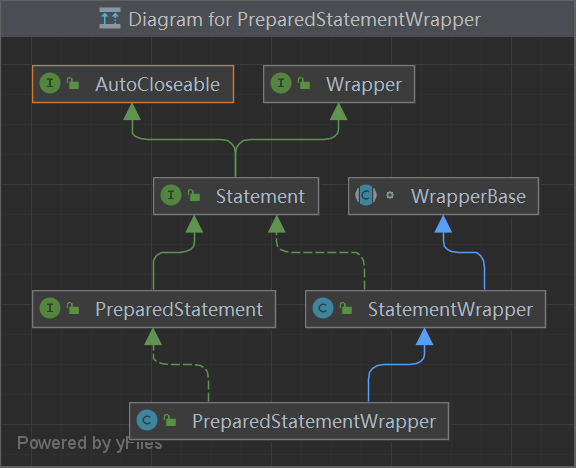 Diagram for PreparedStatementWrapper
I AutoCloseable
I Wrapper
I Statement
C WrapperBase
I PreparedStatement
C StatementWrapper
C PreparedStatementWrapper
Powered by yFiles